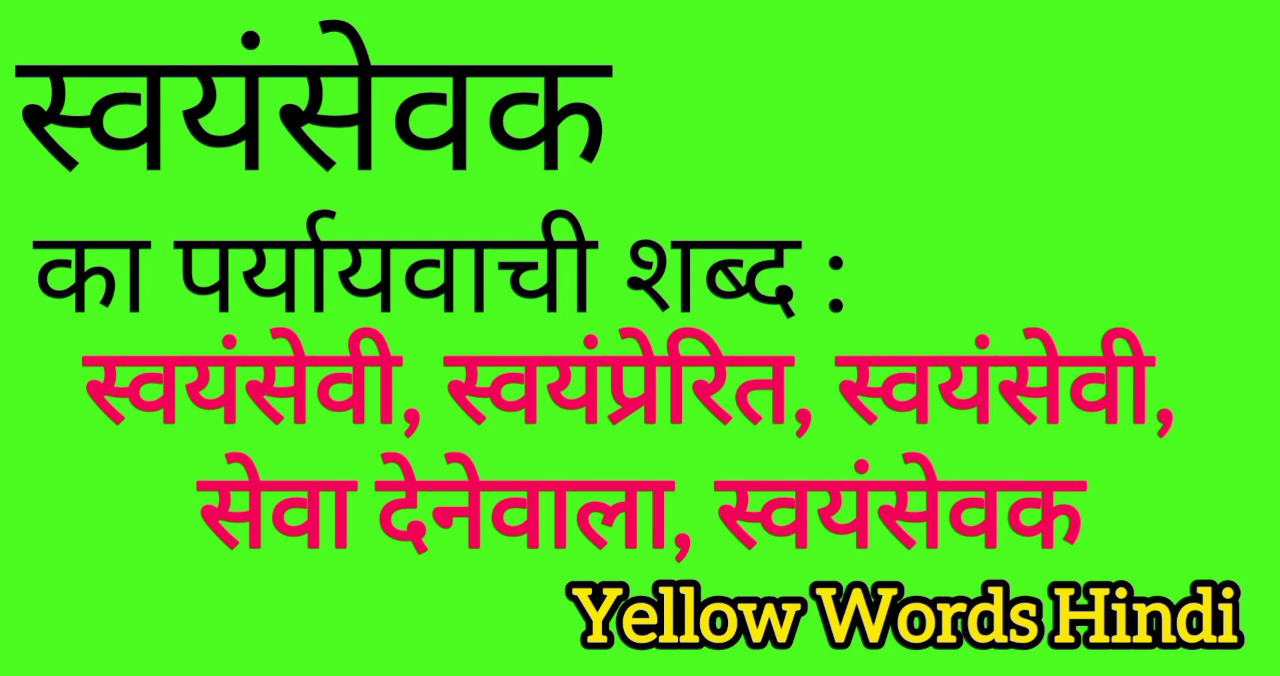 स्वयंसेवक
का पर्यायवाची शब्द :
स्वयंसेवी, स्वयंप्रेरित, स्वयंसेवी,
सेवा देनेवाला, स्वयंसेवक
Yellow Words Hindi